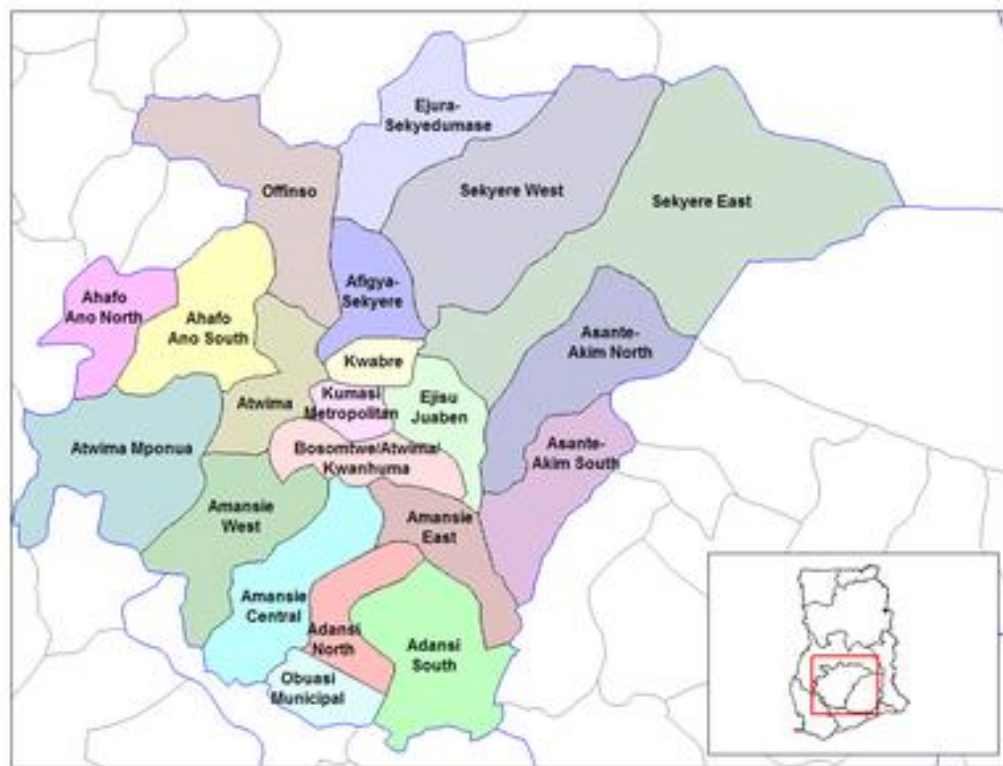 Ejura-
Sekyedumase
Offinso
Sekyere West
Sekyere East
Afigya-
Sekyere
Ahafo
Ano North
Ahafo
Ano South
Asante-
Akim North
Kwabre
Atwima
Kumasi
Metropolitan
Ejisu
Juaben
Atwima Mponua
Bosomtwe/Atwima/
Kwanhuma
Asante-
Akim South
Amansie
West
Amansie
East
Amansie
Central
Adansi
North
Adansi
South
Obuasi
Municipal